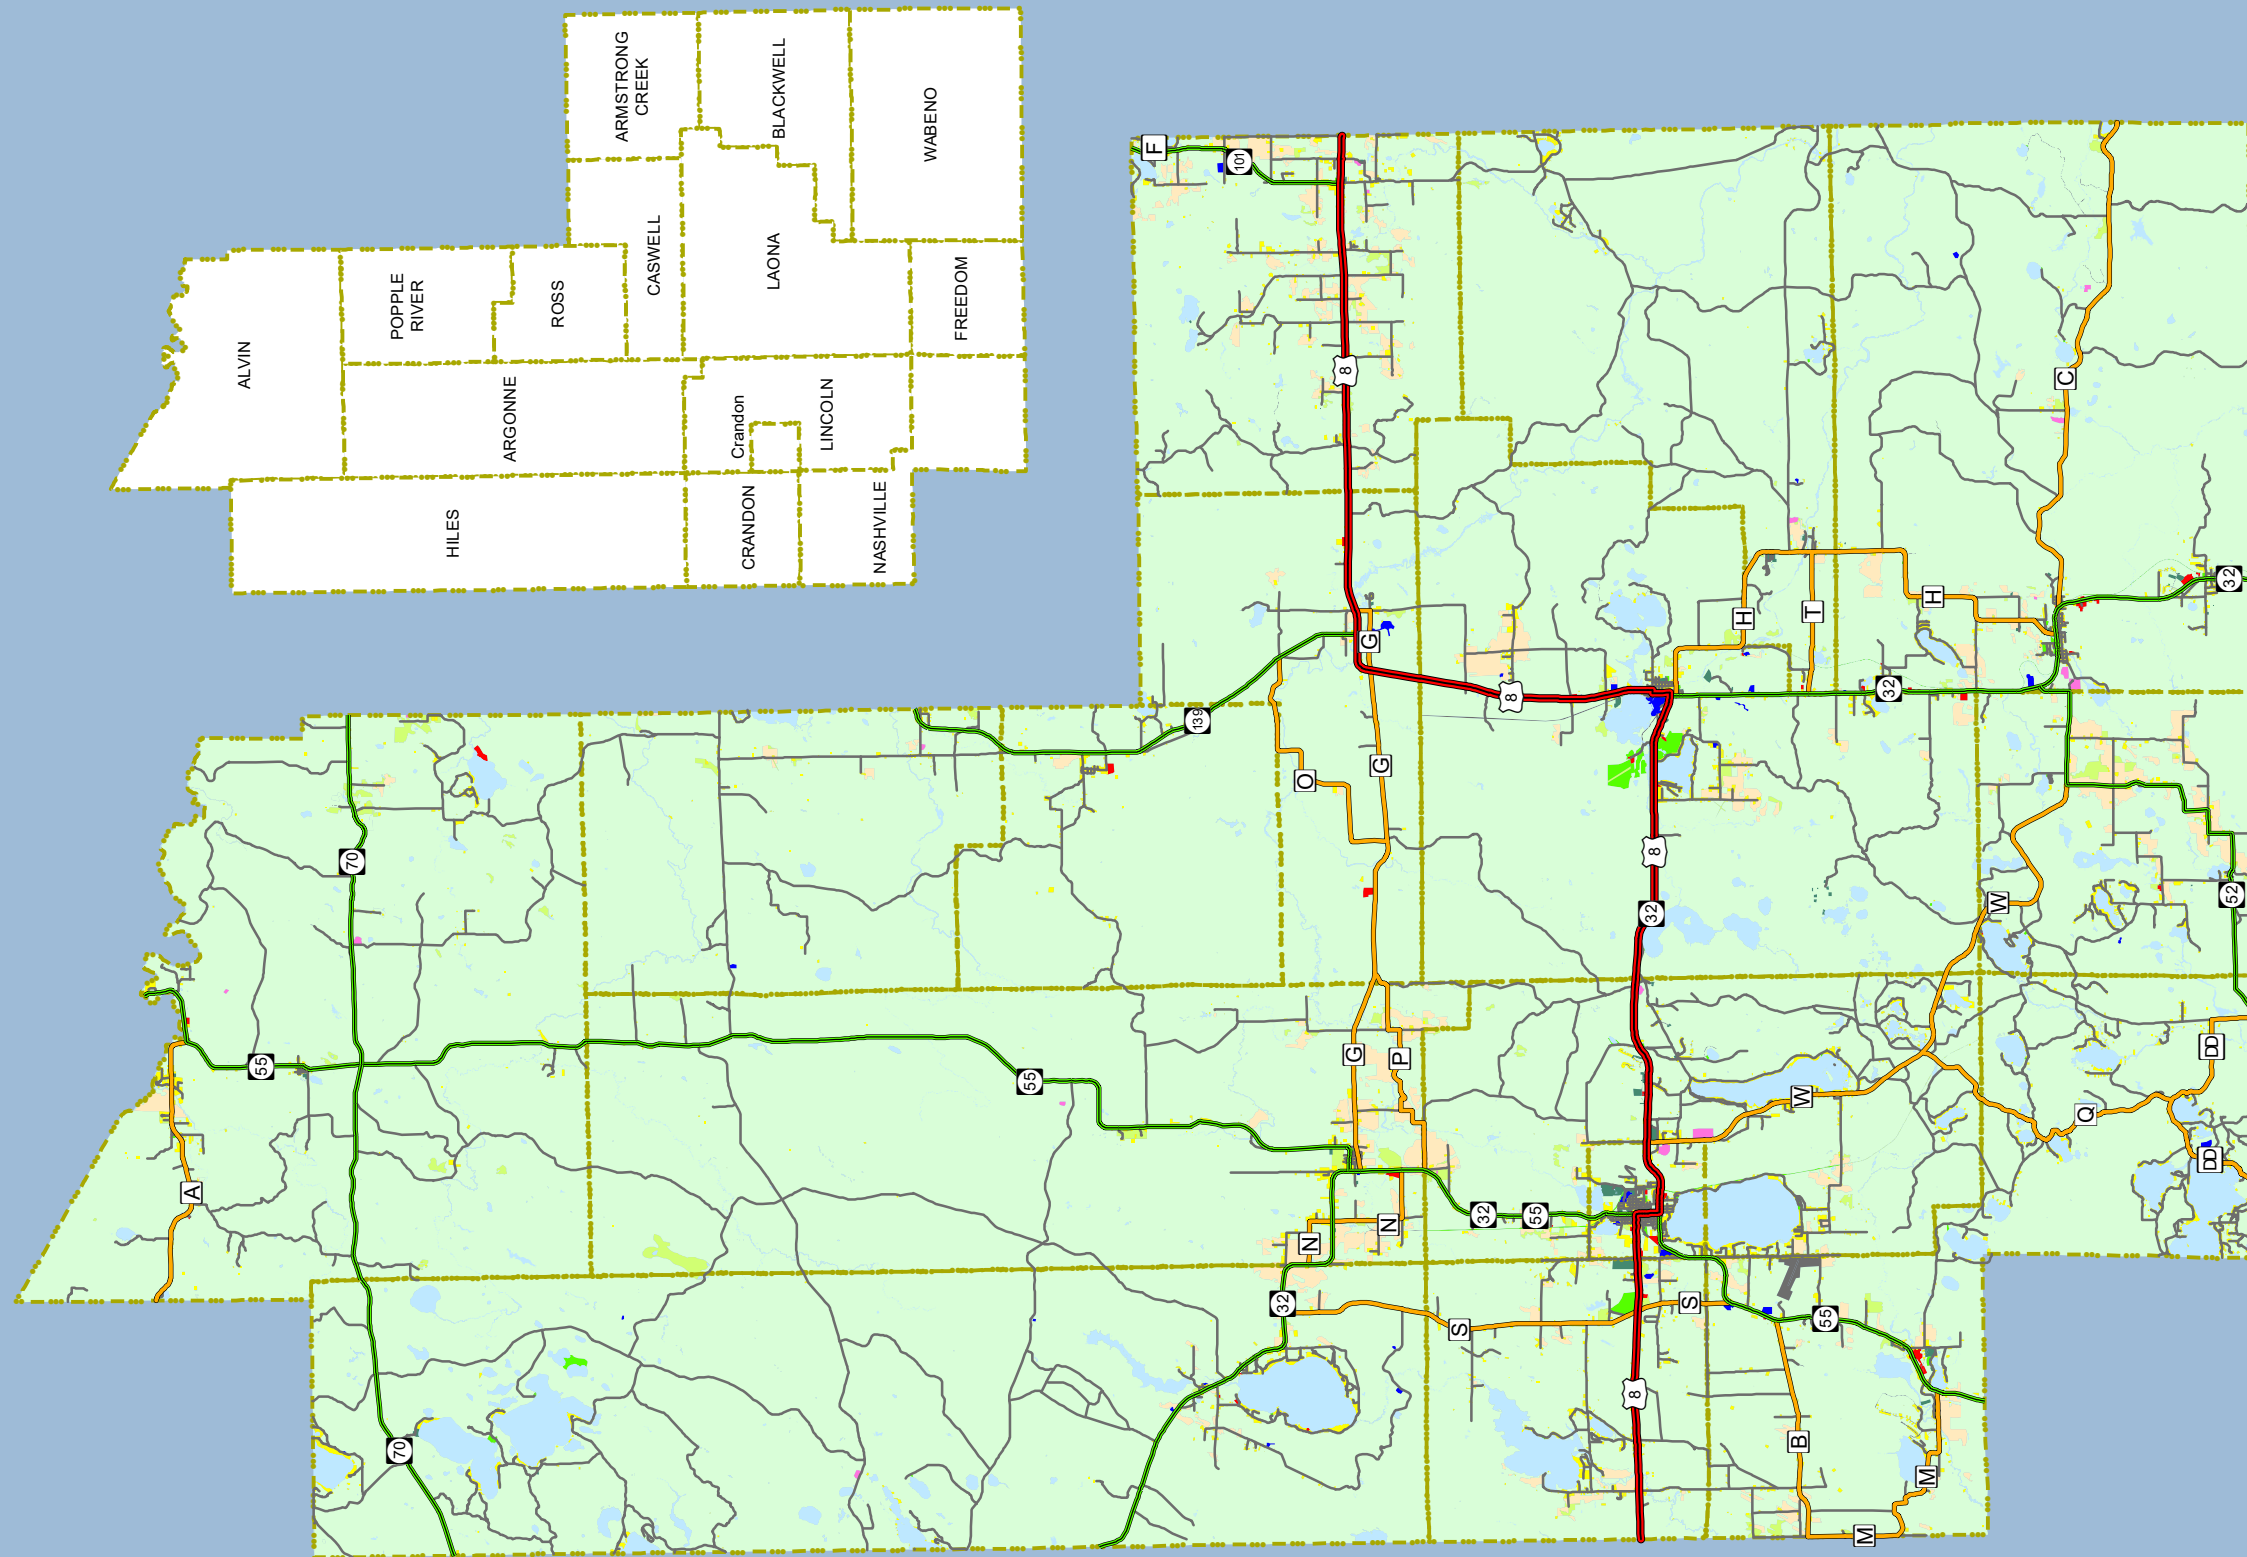 ALVIN
POPPLE
RIVER
ROSS
ARMSTRONG
CREEK
CASWELL
BLACKWELL
LAONA
WABENO
FREEDOM
ARGONNE
HILES
Crandon
LINCOLN
CRANDON
NASHVILLE
F
101
8
C
H
T
H
32
G
8
32
139
O
G
8
32
W
52
70
55
A
55
G
P
W
Q
DD
DD
N
N
32
55
32
S
S
55
8
B
M
M
70